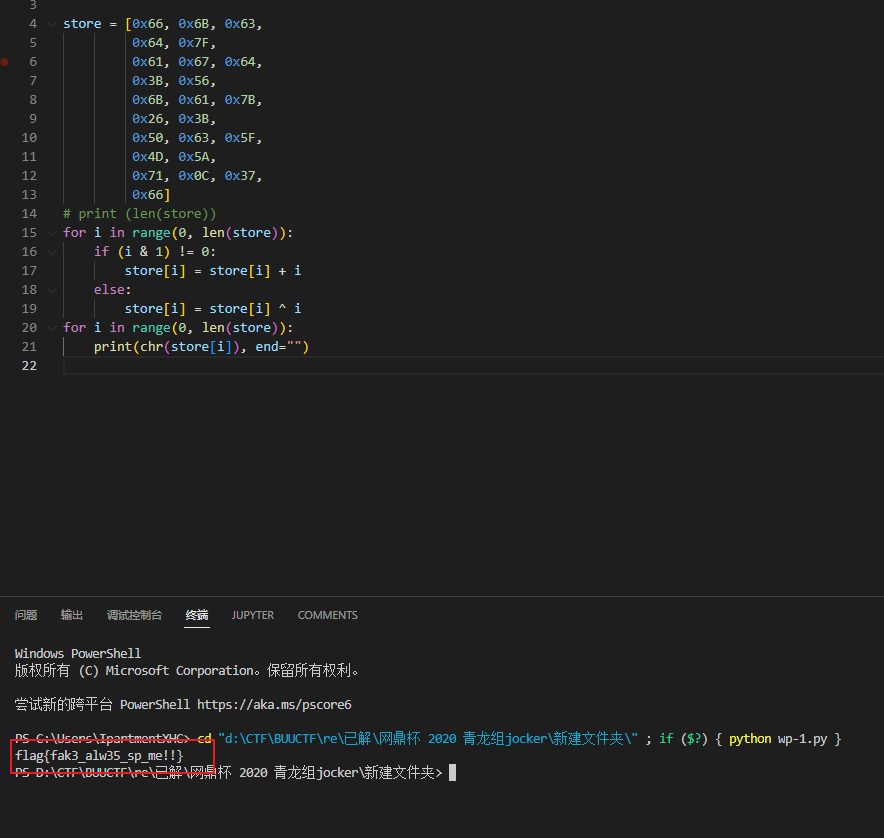 3
4 store = [0x66, 0x6B, 0x63,
5 0x64, 0x7F,
6 0x61, 0x67, 0x64,
7 0x3B, 0x56,
8 0x6B, 0x61, 0x7B,
9 0x26, 0x3B,
10 0x50, 0x63, 0x5F,
11 0x4D, 0x5A,
12 0x71, 0x0C, 0x37,
13 0x66]
14 # print (len(store))
15 for i in range(0, len(store)):
16 if (i & 1) != 0:
17 store[i] = store[i] + i
18 else:
19 store[i] = store[i] ^ i
20 for i in range(0, len(store)):
21 print(chr(store[i]), end="")
22
问题 输出 调试控制台 终端 JUPYTER COMMENTS
Windows PowerShell
版权所有 (C) Microsoft Corporation。保留所有权利。
尝试新的跨平台 PowerShell https://aka.ms/pscore6
PS C:\Users\IpartmentXHC> cd "d:\CTF\BUUCTF\re\已解\网鼎杯 2020 青龙组jocker\新建文件夹\" ; if ($?) { python wp-1.py }
flag{fak3_alw35_sp_me!!}
PS D:\CTF\BUUCTF\re\已解\网鼎杯 2020 青龙组jocker\新建文件夹>